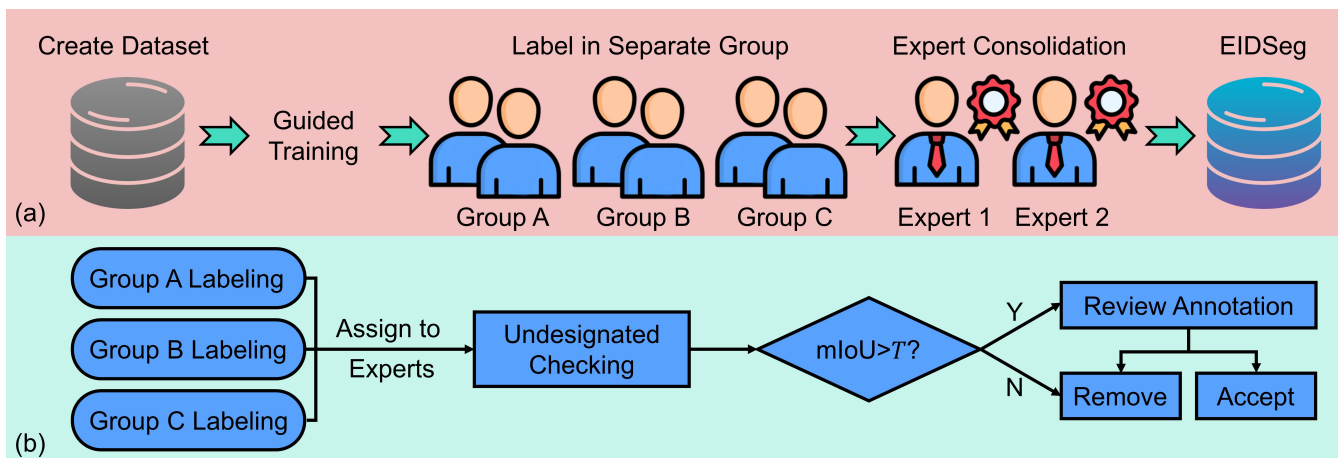 Create Dataset
Label in Separate Group
Expert Consolidation
EIDSeg
Guided
Training
Group A
Group B
Group C
Expert 1
Expert 2
(a)
Group A Labeling
Group B Labeling
Group C Labeling
Assign to
Experts
Undesignated
Checking
mIoU>T?
Y
N
Review Annotation
Remove
Accept
(b)